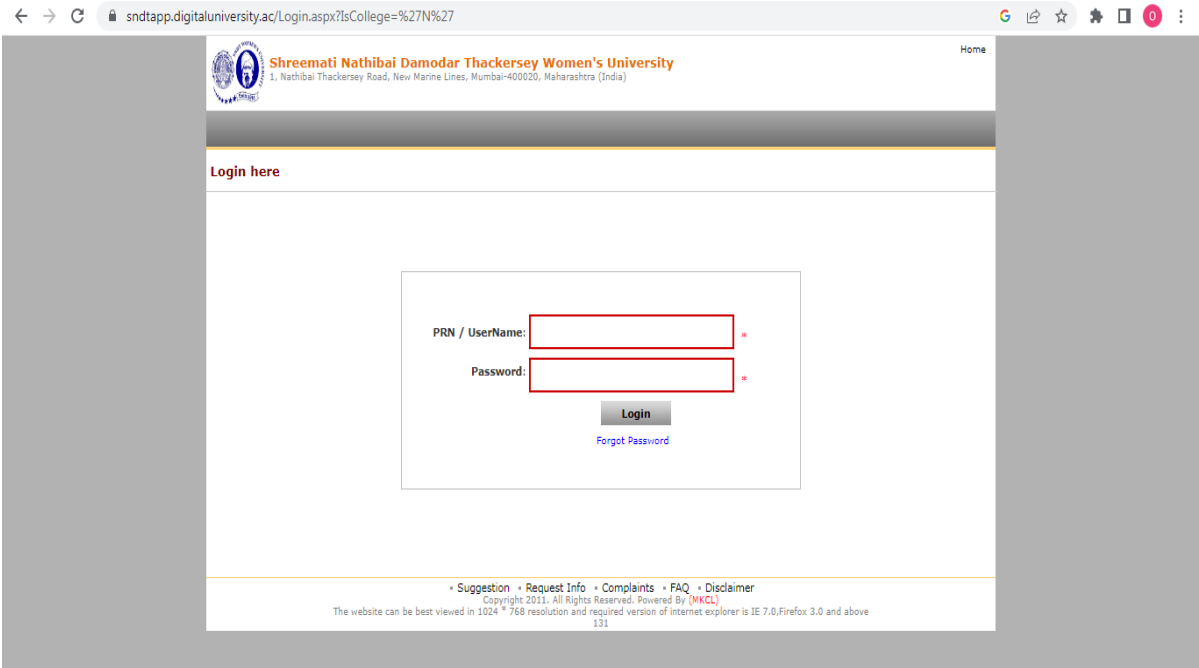 sndtapp.digitaluniversity.ac/Login.aspx?IsCollege=%27N%27
G
0
Home
Shreemati Nathibai Damodar Thackersey Women's University
1, Nathibai Thackersey Road, New Marine Lines, Mumbai-400020, Maharashtra (India)
Login here
PRN / UserName: *
Password: *
Login
Forgot Password
▪ Suggestion ▪ Request Info ▪ Complaints ▪ FAQ ▪ Disclaimer
Copyright 2011. All Rights Reserved. Powered By (MKCL)
The website can be best viewed in 1024 * 768 resolution and required version of internet explorer is IE 7.0,Firefox 3.0 and above
131